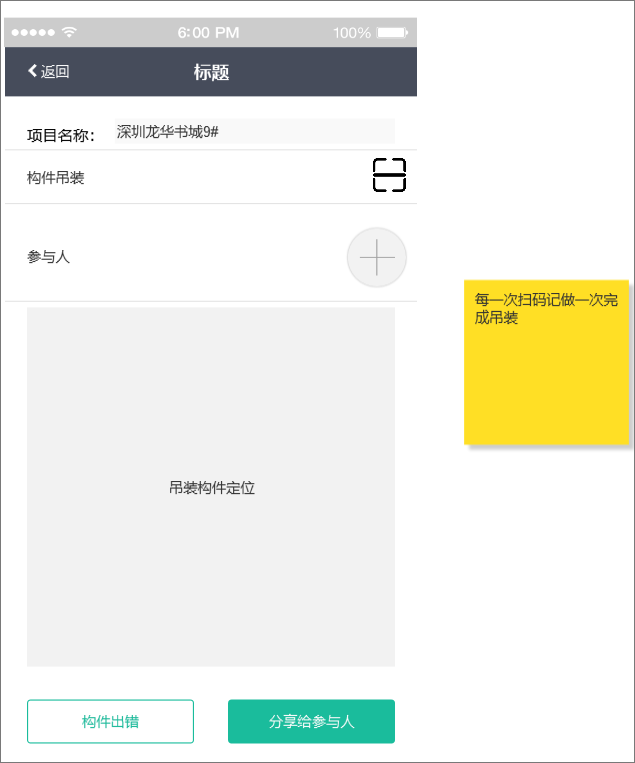 6:00 PM 100%
返回 标题
项目名称： 深圳龙华书城9#
构件吊装
参与人
每一次扫码记做一次完
成吊装
吊装构件定位
构件出错 分享给参与人